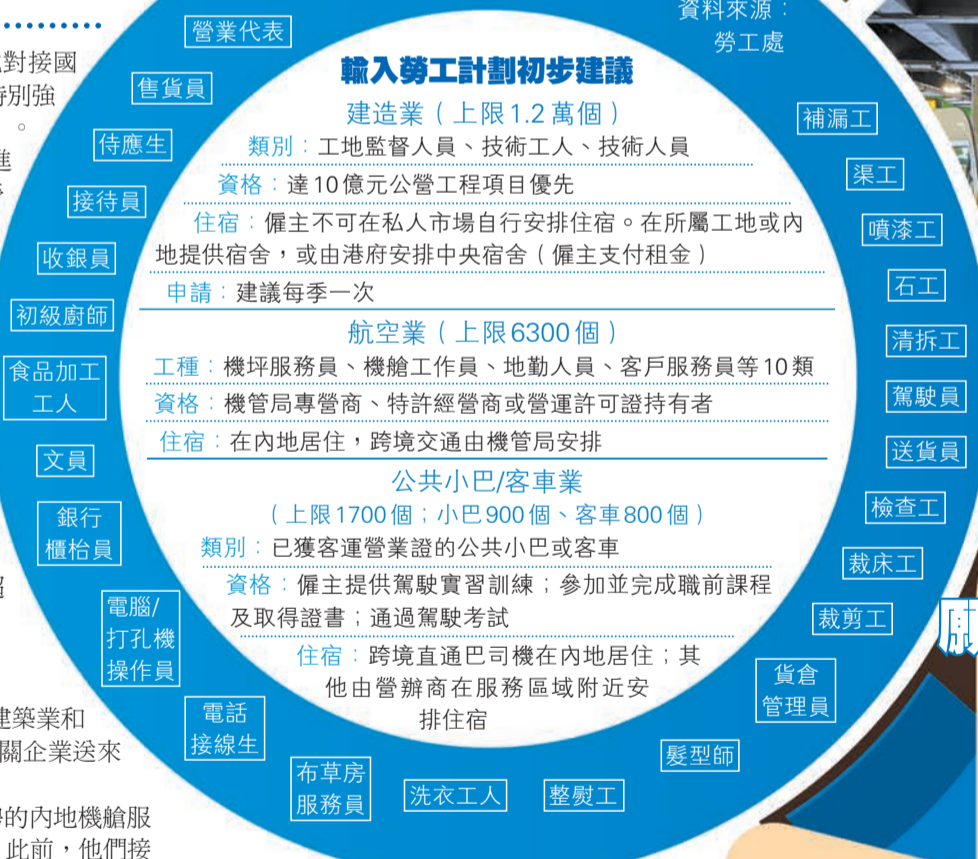 對接國
特別強
。
進
資料來源：
勞工處
輸入勞工計劃初步建議
建造業（上限1.2萬個）
類別：工地監督人員、技術工人、技術人員
資格：達10億元公營工程項目優先
住宿：僱主不可在私人市場自行安排住宿。在所屬工地或內
地提供宿舍，或由港府安排中央宿舍（僱主支付租金）
申請：建議每季一次
航空業（上限6300個）
工種：機坪服務員、機艙工作員、地勤人員、客戶服務員等10類
資格：機管局專營商、特許經營商或營運許可證持有者
住宿：在內地居住，跨境交通由機管局安排
公共小巴/客車業
（上限1700個；小巴900個、客車800個）
類別：已獲客運營業證的公共小巴或客車
資格：僱主提供駕駛實習訓練；參加並完成職前課程
及取得證書；通過駕駛考試
住宿：跨境直通巴司機在內地居住；其
他由營辦商在服務區域附近安
排住宿
營業代表
售貨員
侍應生
接待員
收銀員
初級廚師
食品加工
工人
文員
銀行
櫃枱員
電腦/
打孔機
操作員
電話
接線生
布草房
服務員
洗衣工人
整熨工
髮型師
貨倉
管理員
裁剪工
裁床工
檢查工
送貨員
駕駛員
清拆工
石工
噴漆工
渠工
補漏工
建築業和
關企業送來
的內地機艙服
此前，他們接